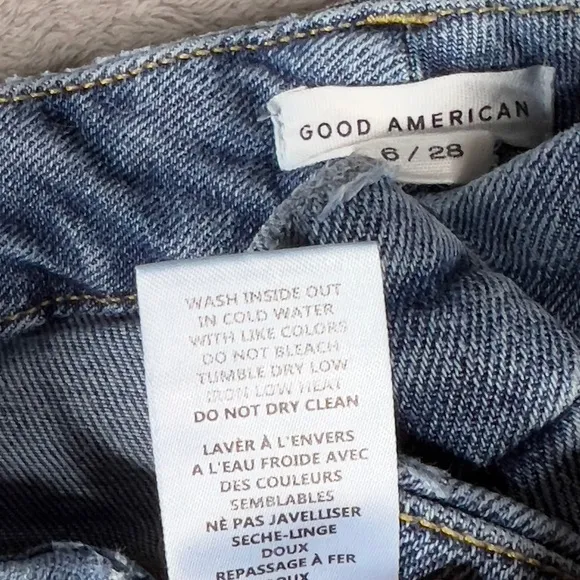 GOOD AMERICAN
6 / 28
WASH INSIDE OUT
IN COLD WATER
WITH LIKE COLORS
DO NOT BLEACH
TUMBLE DRY LOW
IRON LOW HEAT
DO NOT DRY CLEAN
LAVÈR À L'ENVERS
A L'EAU FROIDE AVEC
DES COULEURS
SEMBLABLES
NÈ PAS JAVELLISER
SECHE-LINGE
DOUX
REPASSAGE À FER
DOUX